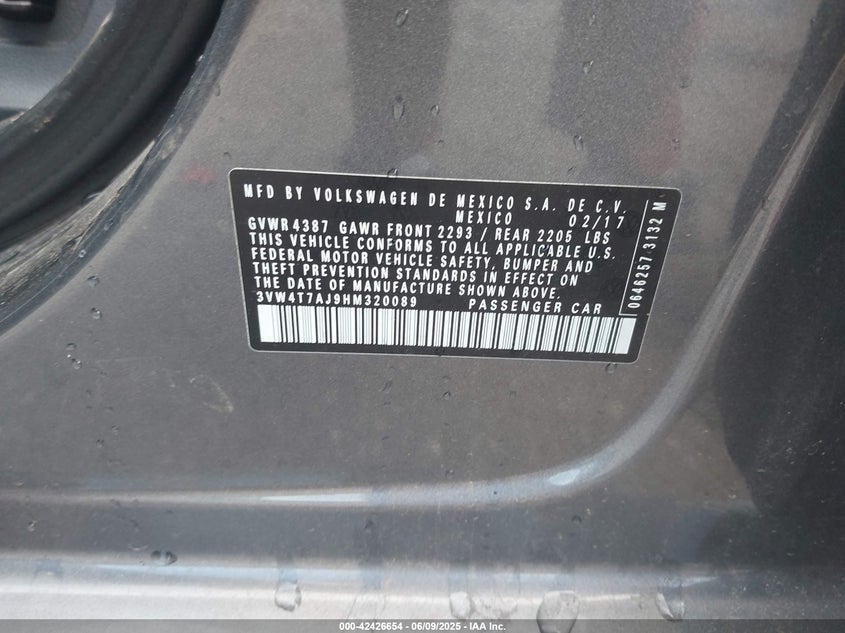 MFD BY VOLKSWAGEN DE MEXICO S.A. DE C.V.
MEXICO 02/17
GVWR 4387 GAWR FRONT 2293 / REAR 2205 LBS
THIS VEHICLE CONFORMS TO ALL APPLICABLE U.S.
FEDERAL MOTOR VEHICLE SAFETY, BUMPER AND
THEFT PREVENTION STANDARDS IN EFFECT ON
THE DATE OF MANUFACTURE SHOWN ABOVE.
3VW4T7AJ9HM320089 PASSENGER CAR
0646257 3132 M
000-42426654 / 06/09/2025 - IAA Inc.